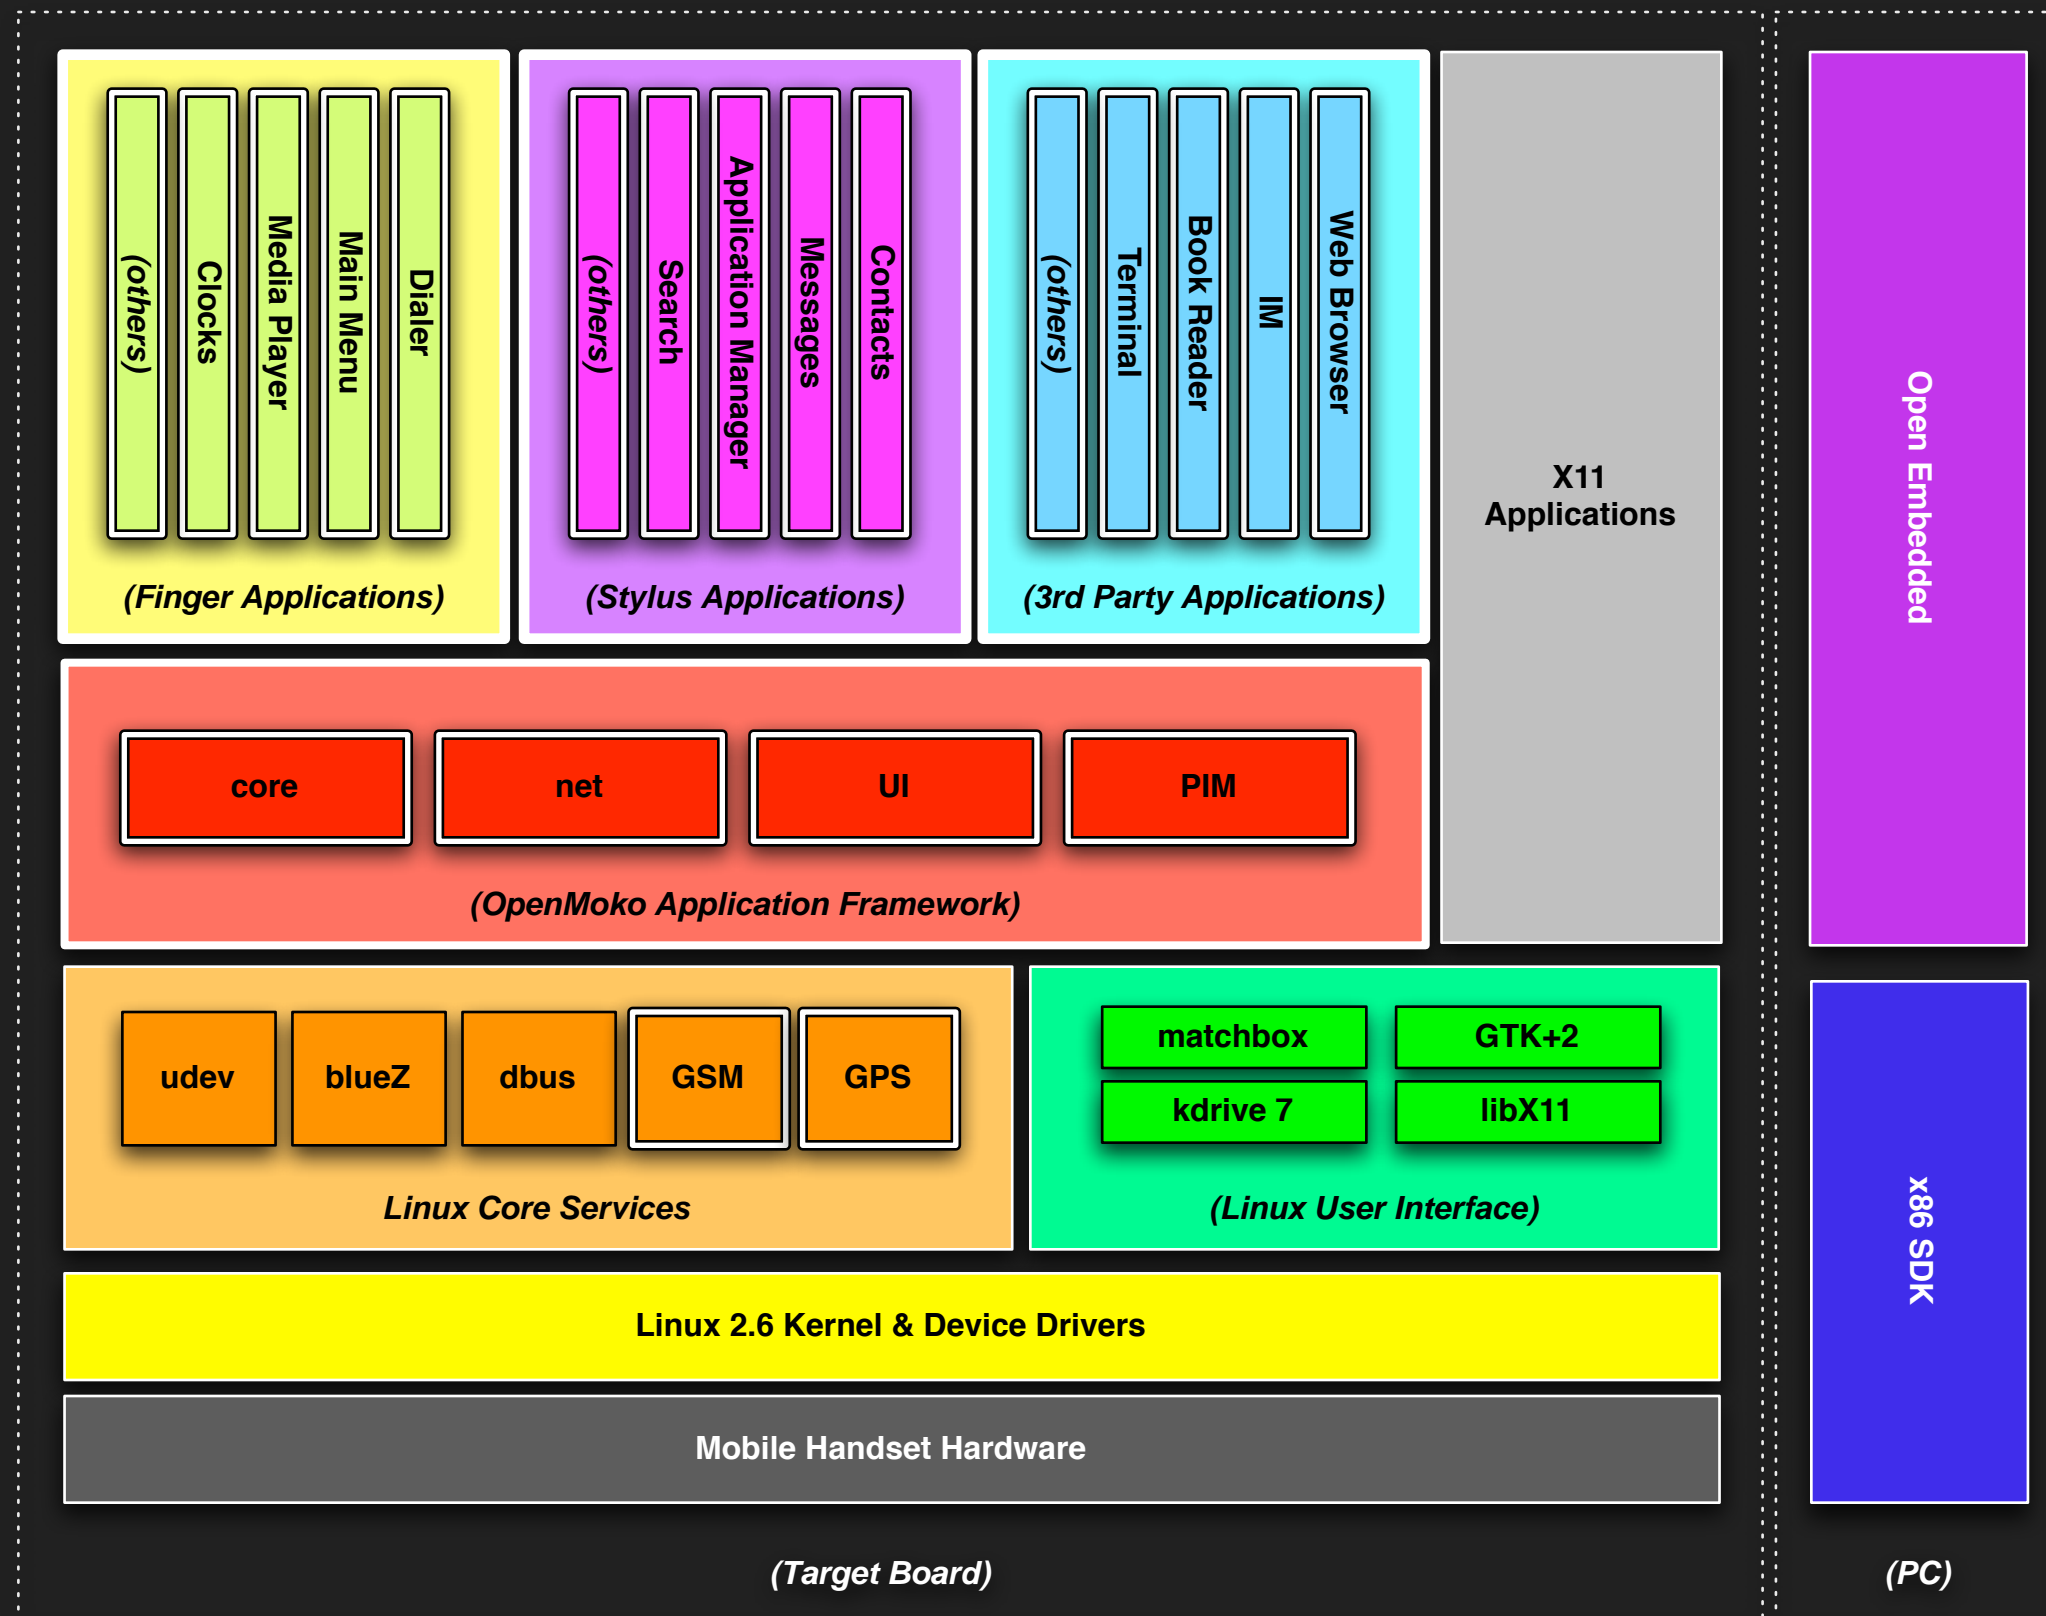 (others)
Clocks
Media Player
Main Menu
Dialer
(Finger Applications)
(others)
Search
Application Manager
Messages
Contacts
(Stylus Applications)
(others)
Terminal
Book Reader
IM
Web Browser
(3rd Party Applications)
X11
Applications
core
net
UI
PIM
(OpenMoko Application Framework)
udev
blueZ
dbus
GSM
GPS
Linux Core Services
matchbox
GTK+2
kdrive 7
libX11
(Linux User Interface)
Linux 2.6 Kernel & Device Drivers
Mobile Handset Hardware
(Target Board)
Open Embedded
x86 SDK
(PC)